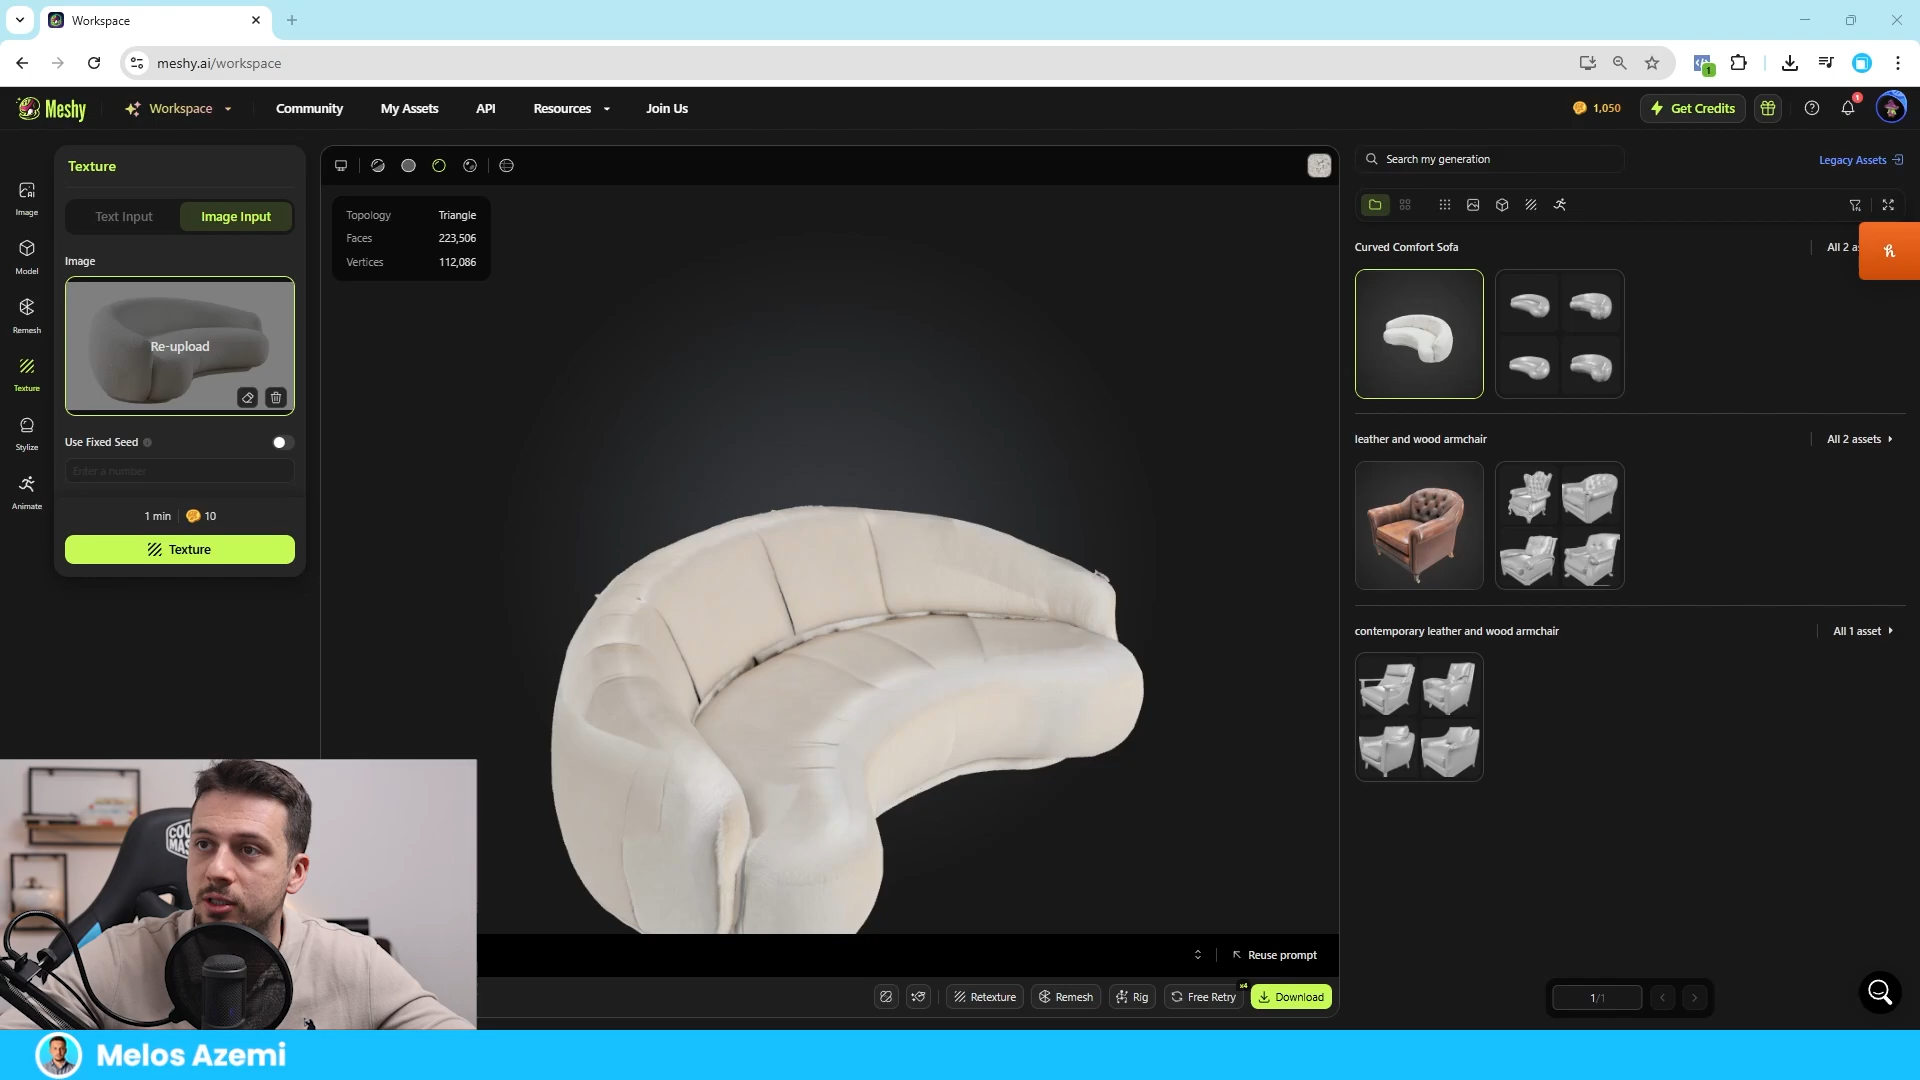 Workspace
meshy.ai/workspace
1
Meshy
Workspace
Community
My Assets
API
Resources
Join Us
1,050
Get Credits
1
Texture
Text Input
Image Input
Image
Re-upload
Use Fixed Seed
Enter a number
1 min
10
Texture
Image
Model
Remesh
Texture
Stylize
Animate
Topology Triangle
Faces 223,506
Vertices 112,086
Search my generation
Legacy Assets
Curved Comfort Sofa
leather and wood armchair
All 2 assets
contemporary leather and wood armchair
All 1 asset
Reuse prompt
Retexture
Remesh
Rig
Free Retry
x4
Download
1/1
Melos Azemi